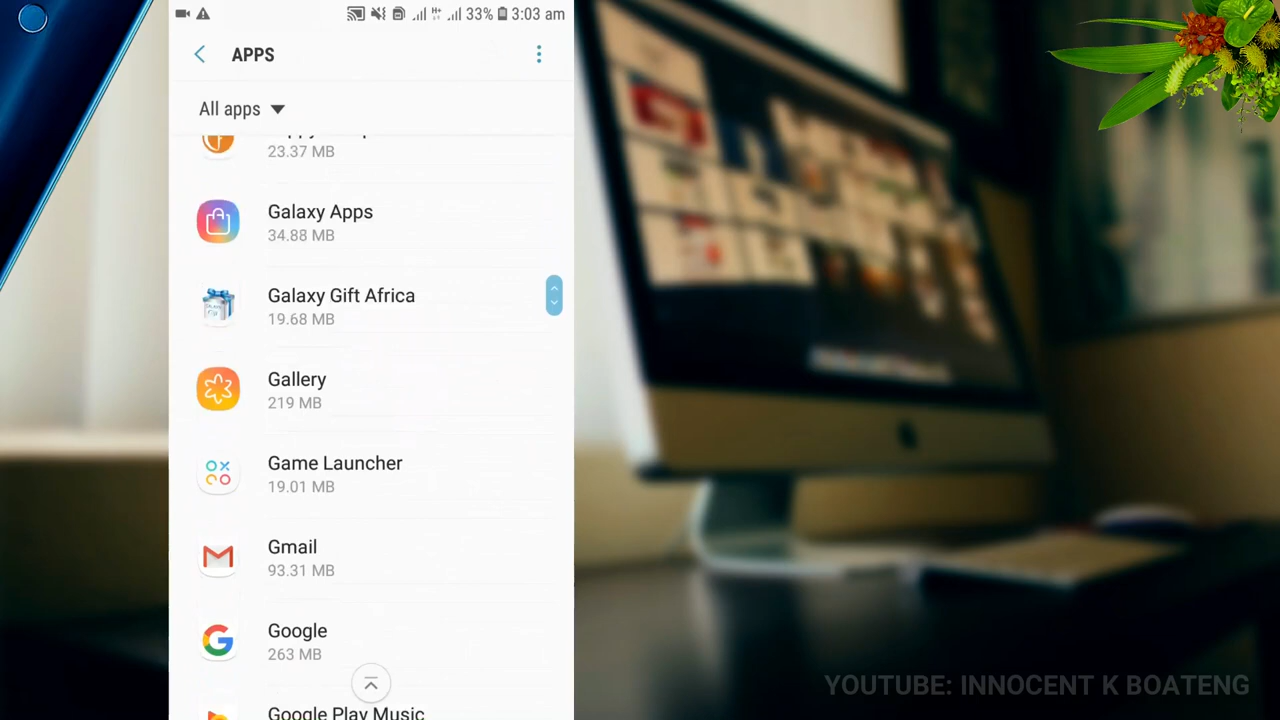 33% 3:03 am
APPS
All apps
23.37 MB
Galaxy Apps
34.88 MB
Galaxy Gift Africa
19.68 MB
Gallery
219 MB
Game Launcher
19.01 MB
Gmail
93.31 MB
Google
263 MB
Google Play Music
YOUTUBE: INNOCENT K BOATENG